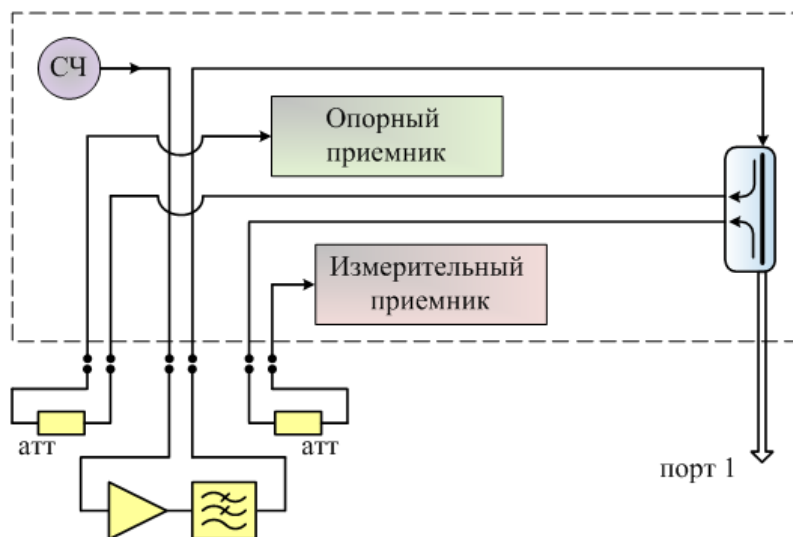 СЧ
Опорный
приемник
Измерительный
приемник
атт
атт
порт 1